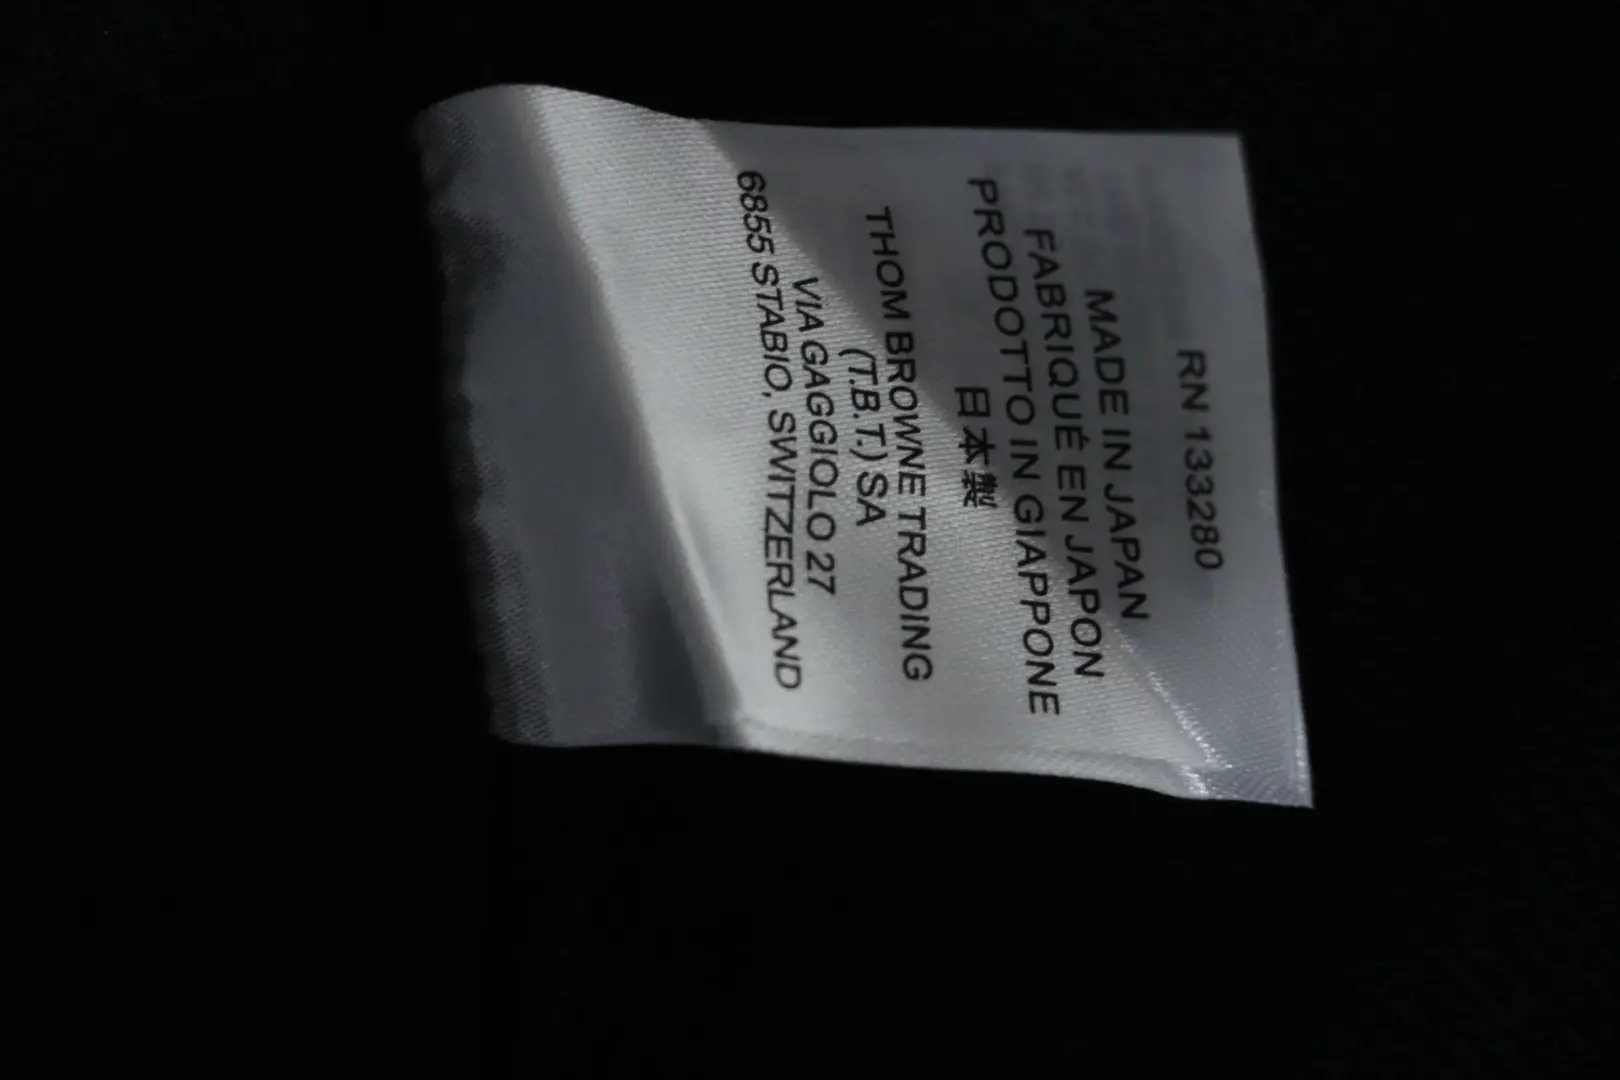 RN 133280
MADE IN JAPAN
FABRIQUÉ EN JAPON
PRODOTTO IN GIAPPONE
日本製
THOM BROWNE TRADING
(T.B.T.) SA
VIA GAGGIOLO 27
6855 STABIO, SWITZERLAND